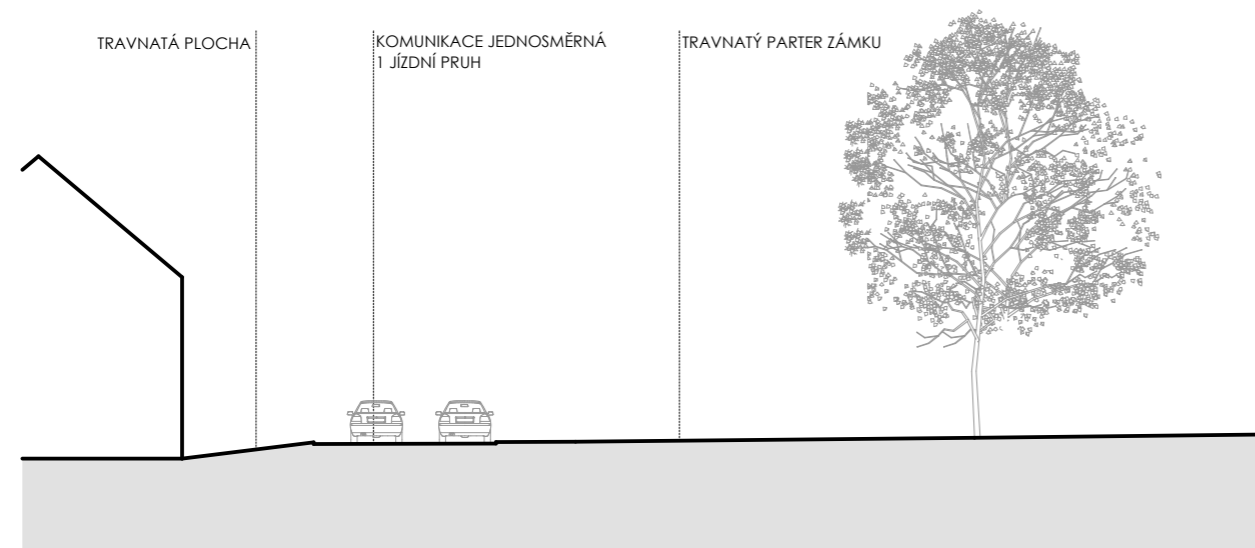 TRAVNATÁ PLOCHA
KOMUNIKACE JEDNOSMĚRNÁ
1 JÍZDNÍ PRUH
TRAVNATÝ PARTER ZÁMKU